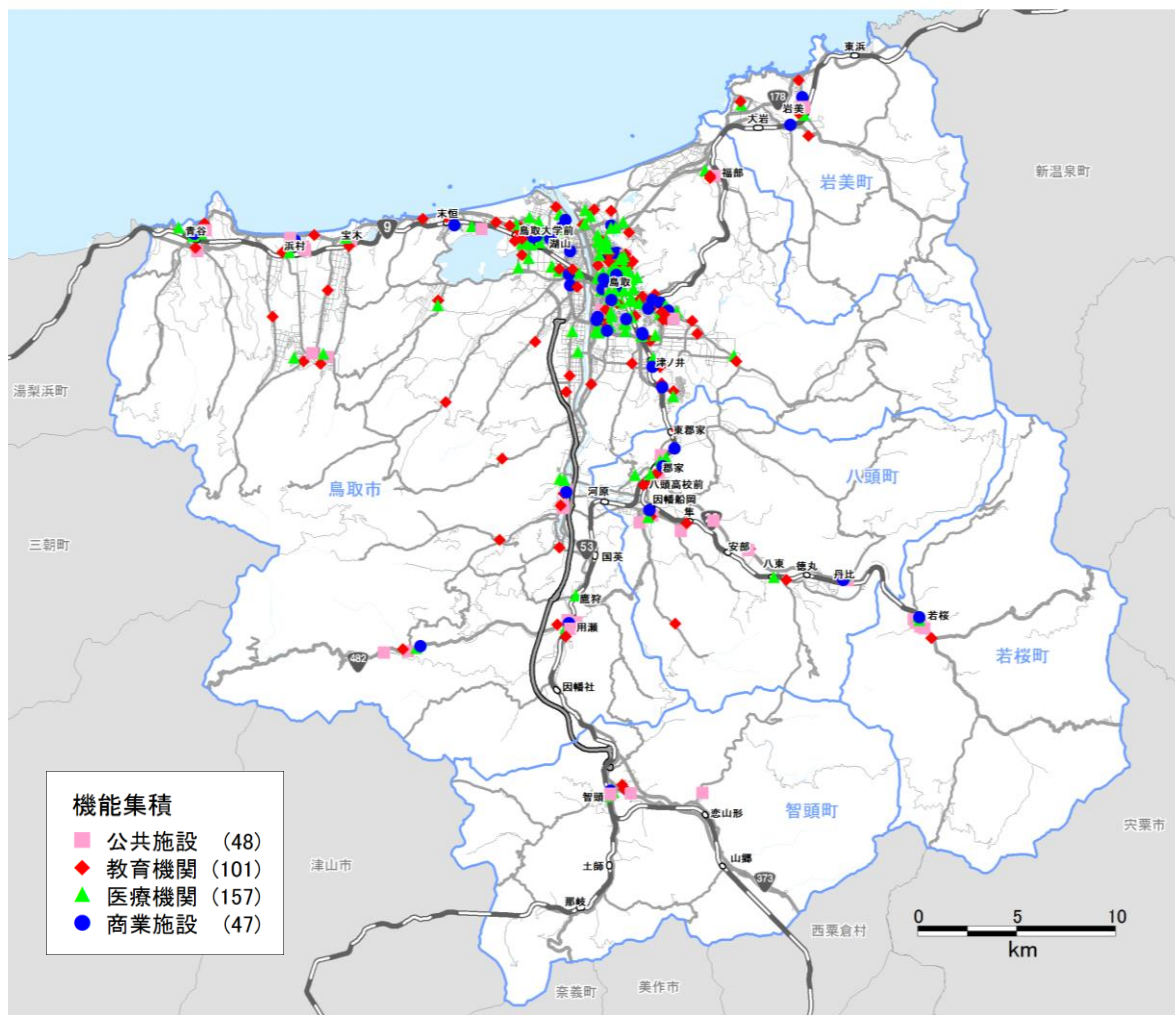 東浜
178
岩美
大岩
岩美町
新温泉町
福部
末恒
9
鳥取大学前
湖山
青谷
浜村
宝木
鳥取
湯梨浜町
津ノ井
東郡家
郡家
八頭町
鳥取市
八頭高校前
河原
因幡船岡
隼
三朝町
53
国英
安部
八東
徳丸
丹比
鷹狩
若桜
用瀬
若桜町
482
因幡社
智頭
恋山形
智頭町
宍粟市
津山市
土師
山郷
373
那岐
西粟倉村
奈義町
美作市
機能集積
公共施設 (48)
教育機関 (101)
医療機関 (157)
商業施設 (47)
0 5 10
km